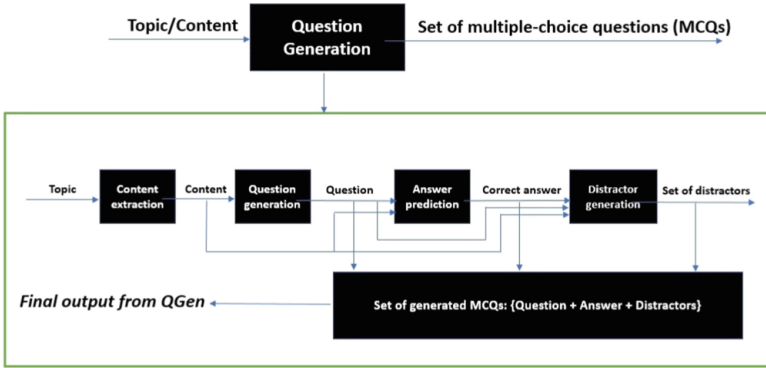 Topic/Content
Question
Generation
Set of multiple-choice questions (MCQs)
Topic
Content
extraction
Content
Question
generation
Question
Answer
prediction
Correct answer
Distractor
generation
Set of distractors
Final output from QGen
Set of generated MCQs: {Question + Answer + Distractors}